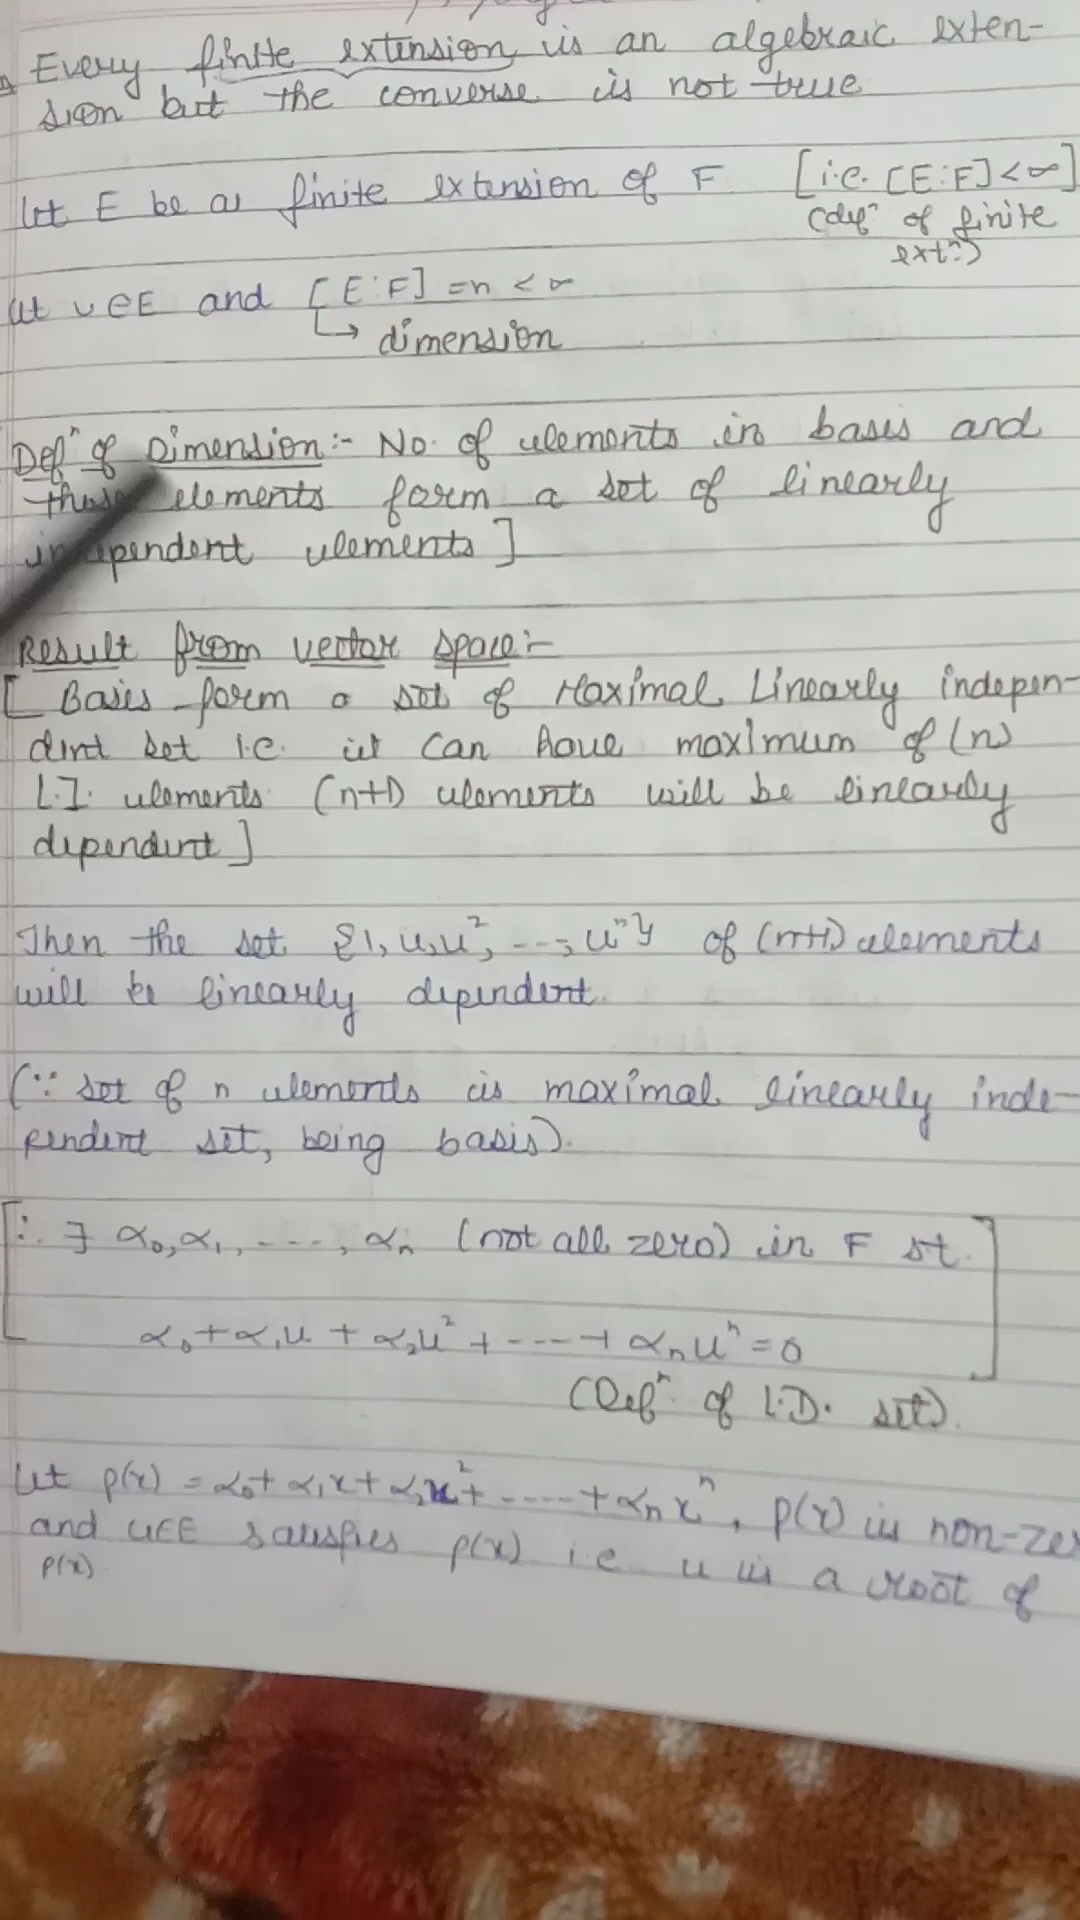 Every finite extension is an algebraic exten-
sion but the converse is not true
Let E be a finite extension of F [i.e. [E:F] < ∞]
(defⁿ of finite
extⁿ)
Let u∈E and [E:F] = n < ∞
↳ dimension
Defⁿ of Dimension:- No. of elements in basis and
these elements form a set of linearly
independent elements]
Result from vector space:-
[ Basis form a set of Maximal Linearly indepen-
dent set i.e. it can have maximum of (n)
L.I. elements (n+1) elements will be linearly
dependent]
Then the set {1, u, u², ---, uⁿ} of (n+1) elements
will be linearly dependent.
(∵ set of n elements is maximal linearly inde-
pendent set, being basis).
[∴ ∃ α₀, α₁, ----, αₙ (not all zero) in F st.
α₀ + α₁u + α₂u² + ---- + αₙuⁿ = 0 ]
(Defⁿ of L.D. set).
Let p(x) = α₀ + α₁x + α₂x² + ----- + αₙxⁿ, p(x) is non-zer
and u∈E satisfies p(x) i.e. u is a root of
p(x)